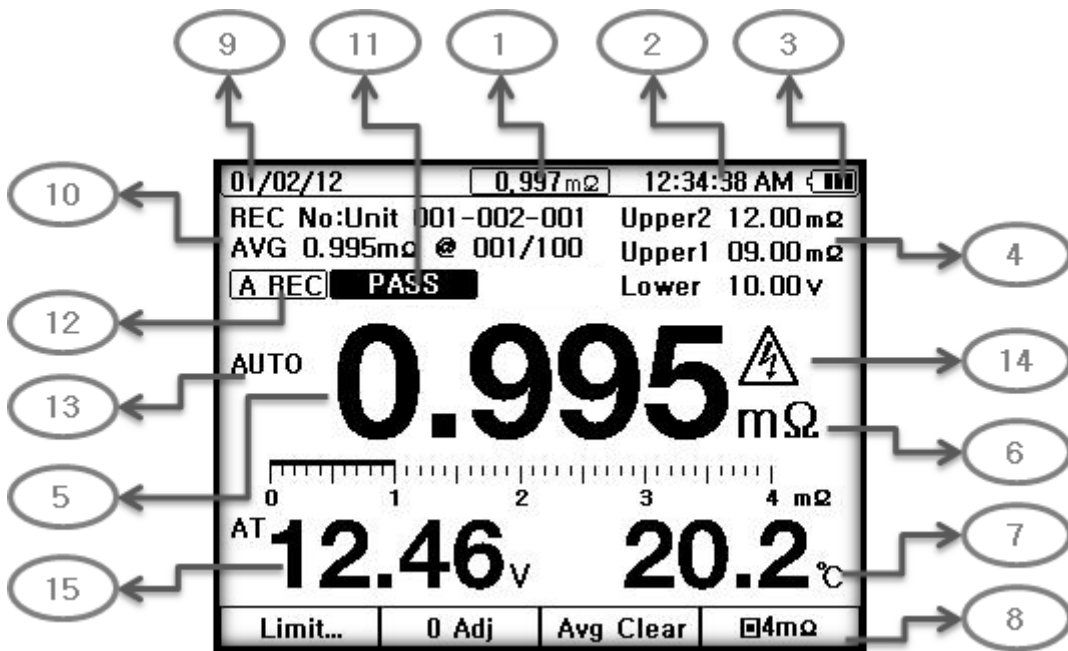 9 11 1 2 3
01/02/12 0,997mΩ 12:34:38 AM
10
REC No:Unit 001-002-001 Upper2 12.00mΩ
AVG 0.995mΩ @ 001/100 Upper1 09.00mΩ
4
A REC PASS Lower 10.00v
12
AUTO 0.995 mΩ
14
13
6
0 1 2 3 4 mΩ
5
AT 12.46V 20.2℃
7
15
Limit... 0 Adj Avg Clear 4mΩ
8